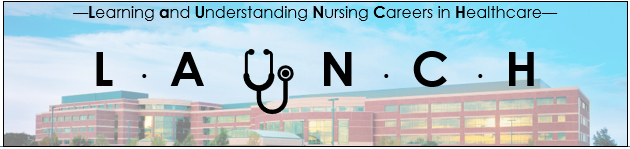 —Learning and Understanding Nursing Careers in Healthcare—
L · A U N · C · H